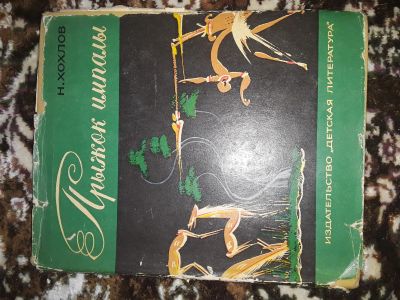 Н. ХОХЛОВ
Прыжок импалы
ИЗДАТЕЛЬСТВО „ДЕТСКАЯ ЛИТЕРАТУРА"